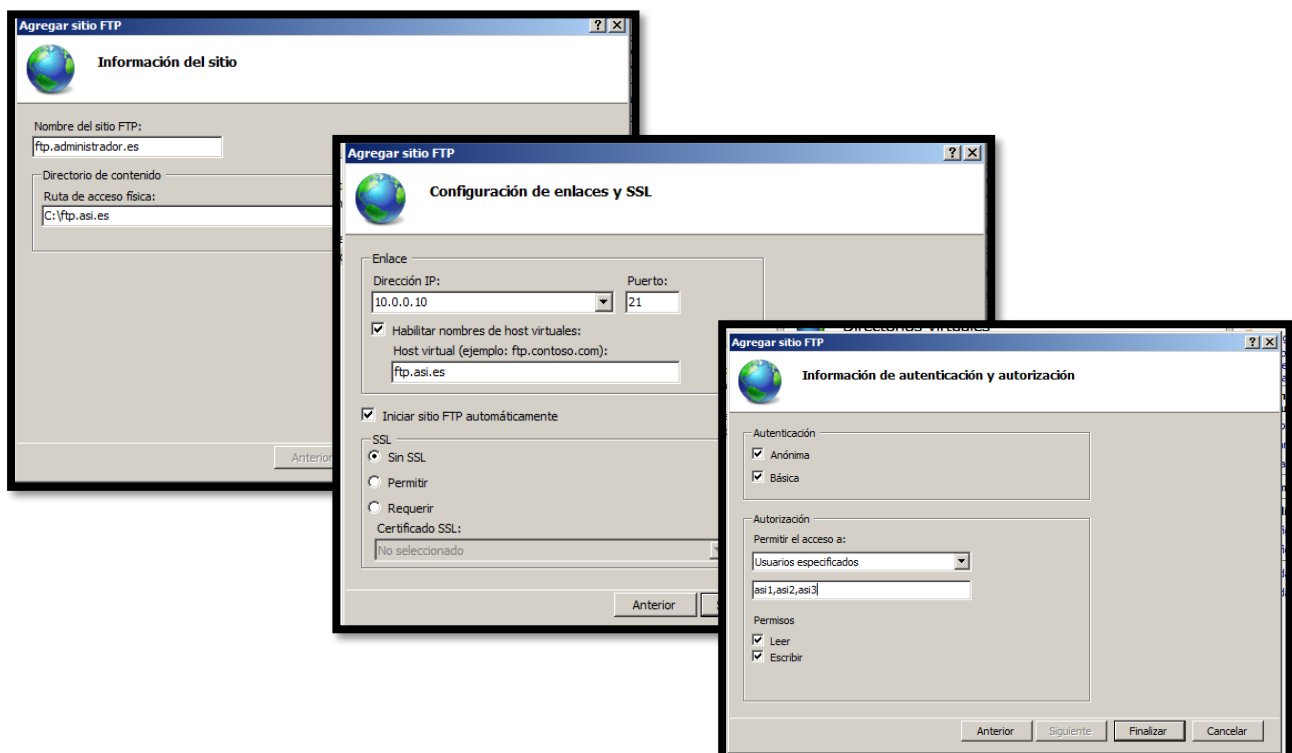 Agregar sitio FTP
Información del sitio
Nombre del sitio FTP:
ftp.administrador.es
Directorio de contenido
Ruta de acceso física:
C:\ftp.asi.es
Anterior
Agregar sitio FTP
Configuración de enlaces y SSL
Enlace
Dirección IP: Puerto:
10.0.0.10 21
Habilitar nombres de host virtuales:
Host virtual (ejemplo: ftp.contoso.com):
ftp.asi.es
Iniciar sitio FTP automáticamente
SSL
Sin SSL
Permitir
Requerir
Certificado SSL:
No seleccionado
Anterior
Agregar sitio FTP
Información de autenticación y autorización
Autenticación
Anónima
Básica
Autorización
Permitir el acceso a:
Usuarios especificados
asi1,asi2,asi3
Permisos
Leer
Escribir
Anterior Siguiente Finalizar Cancelar